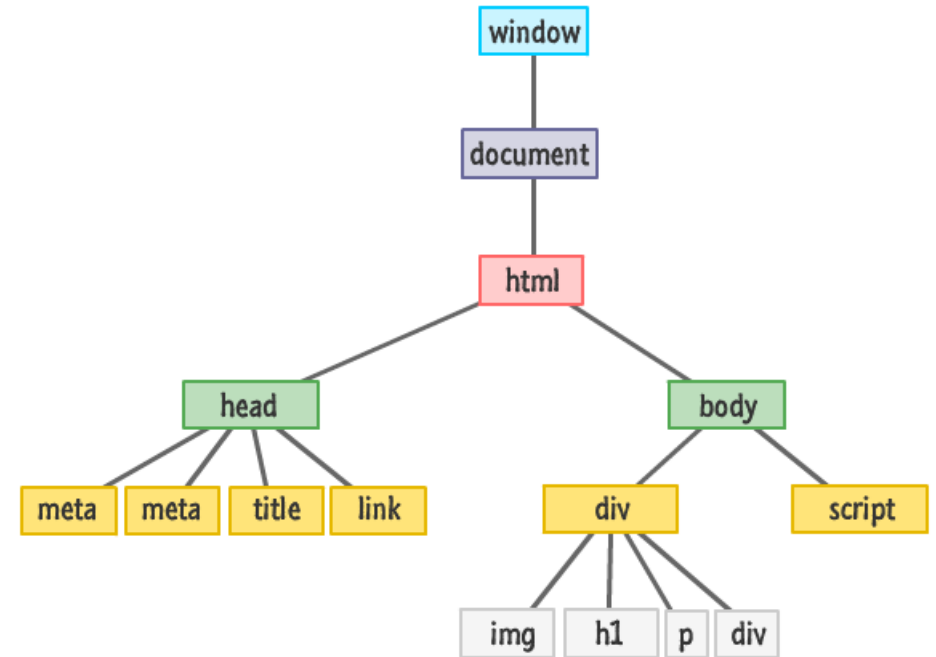 window
document
html
head body
meta meta title link div script
img h1 p div